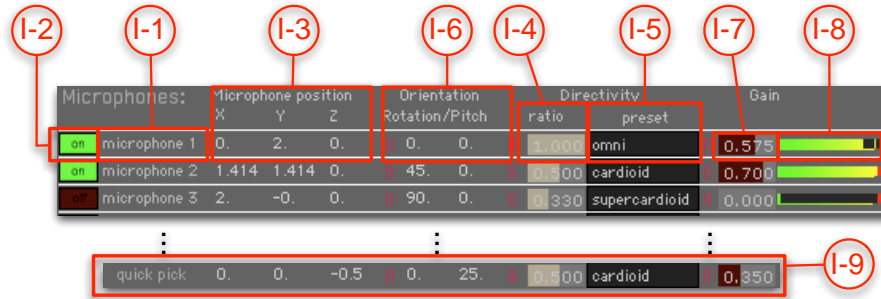 I-2 I-1 I-3 I-6 I-4 I-5 I-7 I-8
Microphones: Microphone position Orientation Directivity Gain
X Y Z Rotation/Pitch ratio preset
on microphone 1 0. 2. 0. 0. 0. 1.000 omni 0.575
on microphone 2 1.414 1.414 0. 45. 0. 0.500 cardioid 0.700
off microphone 3 2. -0. 0. 90. 0. 0.330 supercardioid 0.000
quick pick 0. 0. -0.5 0. 25. 0.500 cardioid 0.350
I-9